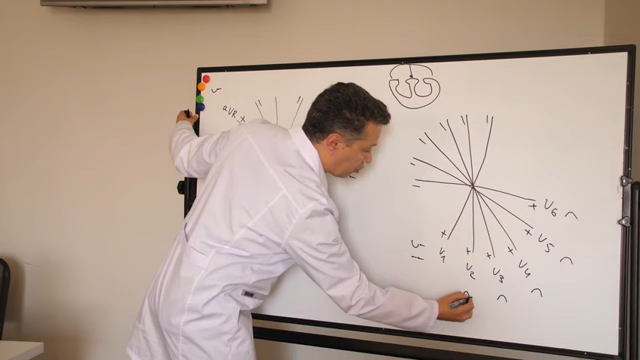 aVR +
+ V6
+ V5
+ V1
+ V2
+ V3
+ V4